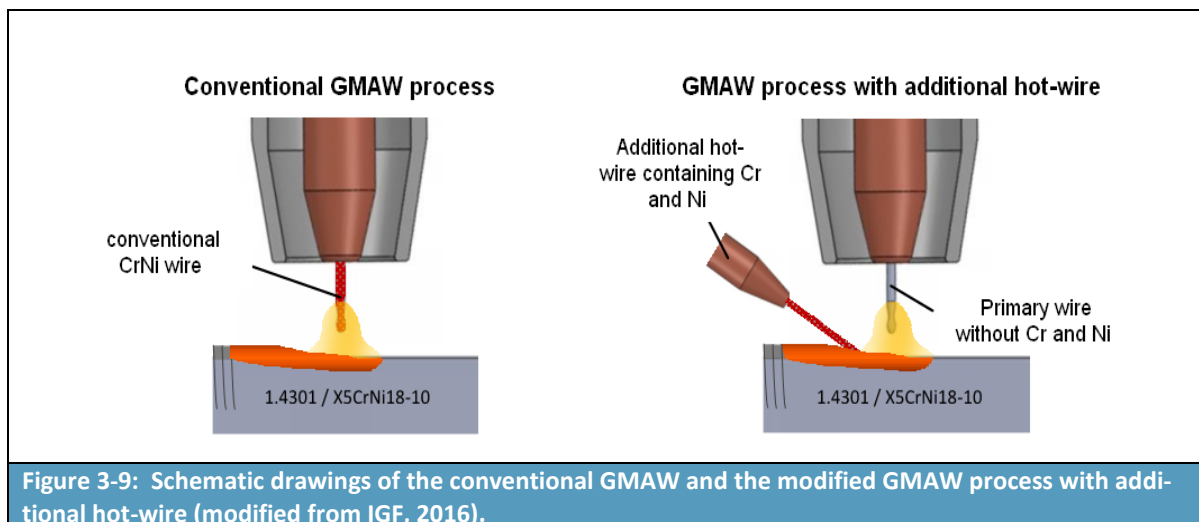 Conventional GMAW process
conventional
CrNi wire
1.4301 / X5CrNi18-10
GMAW process with additional hot-wire
Additional hot-
wire containing Cr
and Ni
Primary wire
without Cr and Ni
1.4301 / X5CrNi18-10
Figure 3-9:  Schematic drawings of the conventional GMAW and the modified GMAW process with addi-
tional hot-wire (modified from IGF, 2016).